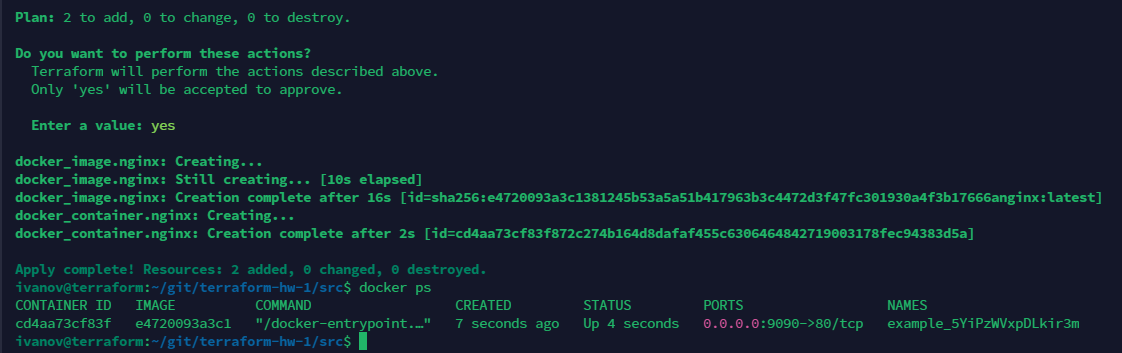 Plan: 2 to add, 0 to change, 0 to destroy.
Do you want to perform these actions?
Terraform will perform the actions described above.
Only 'yes' will be accepted to approve.
Enter a value: yes
docker_image.nginx: Creating...
docker_image.nginx: Still creating... [10s elapsed]
docker_image.nginx: Creation complete after 16s [id=sha256:e4720093a3c1381245b53a5a51b417963b3c4472d3f47fc301930a4f3b17666anginx:latest]
docker_container.nginx: Creating...
docker_container.nginx: Creation complete after 2s [id=cd4aa73cf83f872c274b164d8dafaf455c6306464842719003178fec94383d5a]
Apply complete! Resources: 2 added, 0 changed, 0 destroyed.
ivanov@terraform:~/git/terraform-hw-1/src$ docker ps
CONTAINER ID   IMAGE          COMMAND                  CREATED         STATUS         PORTS                  NAMES
cd4aa73cf83f   e4720093a3c1   "/docker-entrypoint.…"   7 seconds ago   Up 4 seconds   0.0.0.0:9090->80/tcp   example_5YiPzWVxpDLkir3m
ivanov@terraform:~/git/terraform-hw-1/src$